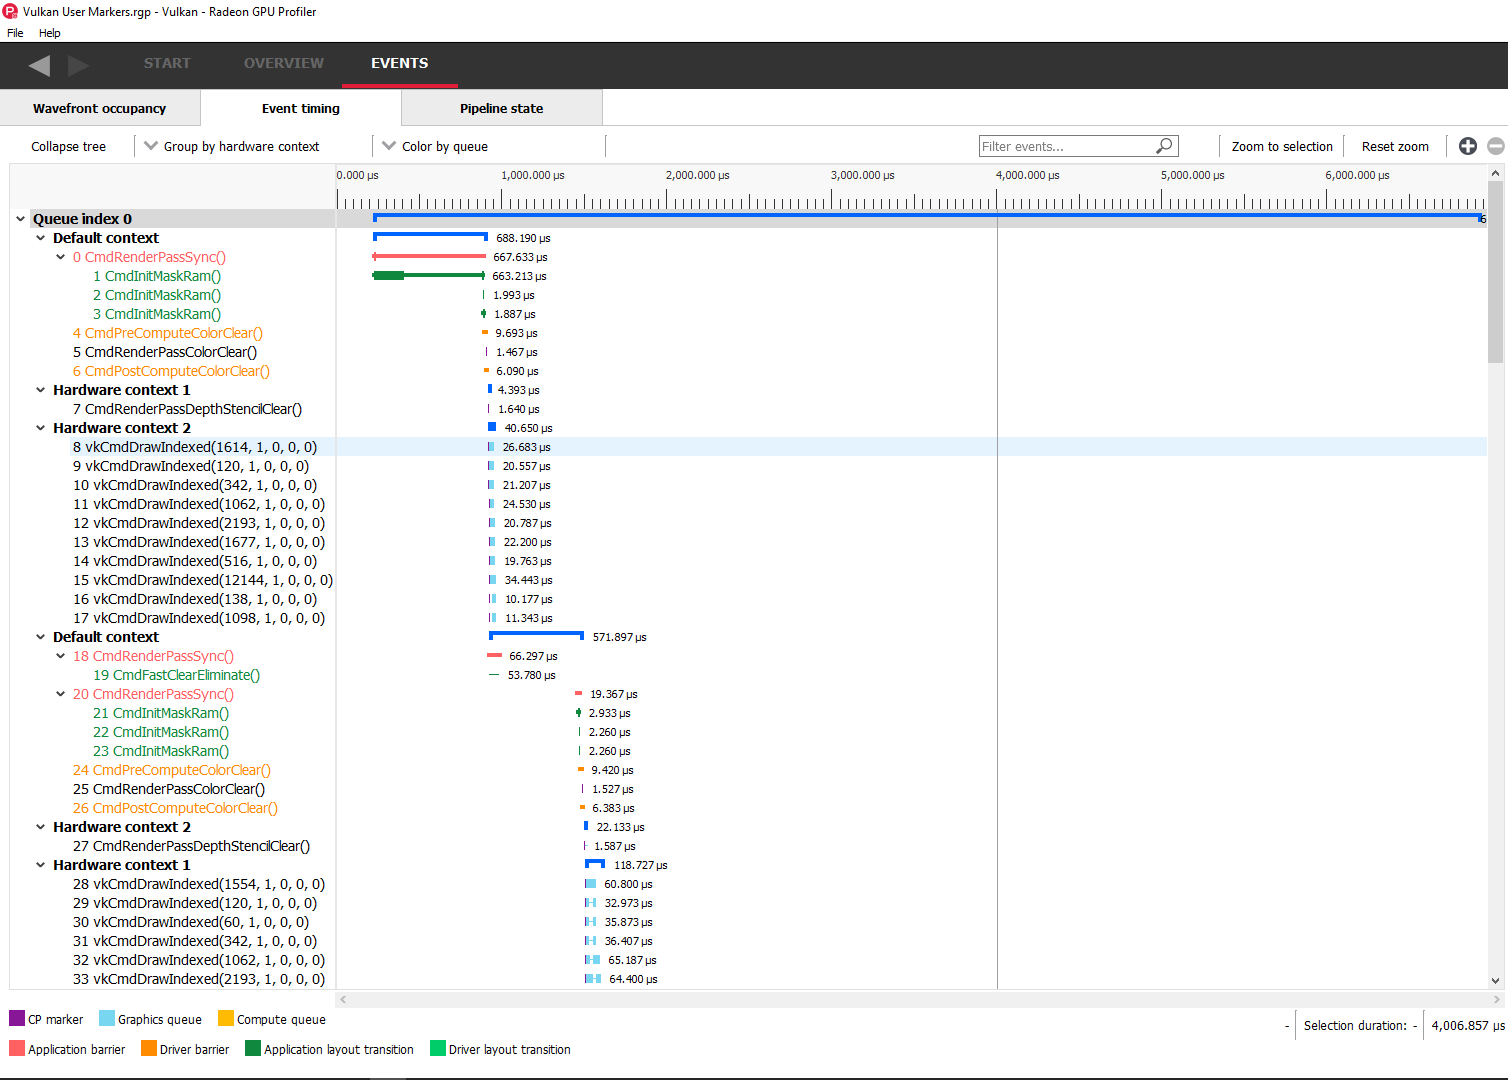 Vulkan User Markers.rgp - Vulkan - Radeon GPU Profiler
File Help
START OVERVIEW EVENTS
Wavefront occupancy Event timing Pipeline state
Collapse tree Group by hardware context Color by queue Filter events... Zoom to selection Reset zoom
0.000 µs 1,000.000 µs 2,000.000 µs 3,000.000 µs 4,000.000 µs 5,000.000 µs 6,000.000 µs
Queue index 0 6
Default context 688.190 µs
0 CmdRenderPassSync() 667.633 µs
1 CmdInitMaskRam() 663.213 µs
2 CmdInitMaskRam() 1.993 µs
3 CmdInitMaskRam() 1.887 µs
4 CmdPreComputeColorClear() 9.693 µs
5 CmdRenderPassColorClear() 1.467 µs
6 CmdPostComputeColorClear() 6.090 µs
Hardware context 1 4.393 µs
7 CmdRenderPassDepthStencilClear() 1.640 µs
Hardware context 2 40.650 µs
8 vkCmdDrawIndexed(1614, 1, 0, 0, 0) 26.683 µs
9 vkCmdDrawIndexed(120, 1, 0, 0, 0) 20.557 µs
10 vkCmdDrawIndexed(342, 1, 0, 0, 0) 21.207 µs
11 vkCmdDrawIndexed(1062, 1, 0, 0, 0) 24.530 µs
12 vkCmdDrawIndexed(2193, 1, 0, 0, 0) 20.787 µs
13 vkCmdDrawIndexed(1677, 1, 0, 0, 0) 22.200 µs
14 vkCmdDrawIndexed(516, 1, 0, 0, 0) 19.763 µs
15 vkCmdDrawIndexed(12144, 1, 0, 0, 0) 34.443 µs
16 vkCmdDrawIndexed(138, 1, 0, 0, 0) 10.177 µs
17 vkCmdDrawIndexed(1098, 1, 0, 0, 0) 11.343 µs
Default context 571.897 µs
18 CmdRenderPassSync() 66.297 µs
19 CmdFastClearEliminate() 53.780 µs
20 CmdRenderPassSync() 19.367 µs
21 CmdInitMaskRam() 2.933 µs
22 CmdInitMaskRam() 2.260 µs
23 CmdInitMaskRam() 2.260 µs
24 CmdPreComputeColorClear() 9.420 µs
25 CmdRenderPassColorClear() 1.527 µs
26 CmdPostComputeColorClear() 6.383 µs
Hardware context 2 22.133 µs
27 CmdRenderPassDepthStencilClear() 1.587 µs
Hardware context 1 118.727 µs
28 vkCmdDrawIndexed(1554, 1, 0, 0, 0) 60.800 µs
29 vkCmdDrawIndexed(120, 1, 0, 0, 0) 32.973 µs
30 vkCmdDrawIndexed(60, 1, 0, 0, 0) 35.873 µs
31 vkCmdDrawIndexed(342, 1, 0, 0, 0) 36.407 µs
32 vkCmdDrawIndexed(1062, 1, 0, 0, 0) 65.187 µs
33 vkCmdDrawIndexed(2193, 1, 0, 0, 0) 64.400 µs
CP marker Graphics queue Compute queue - Selection duration: - 4,006.857 µs
Application barrier Driver barrier Application layout transition Driver layout transition